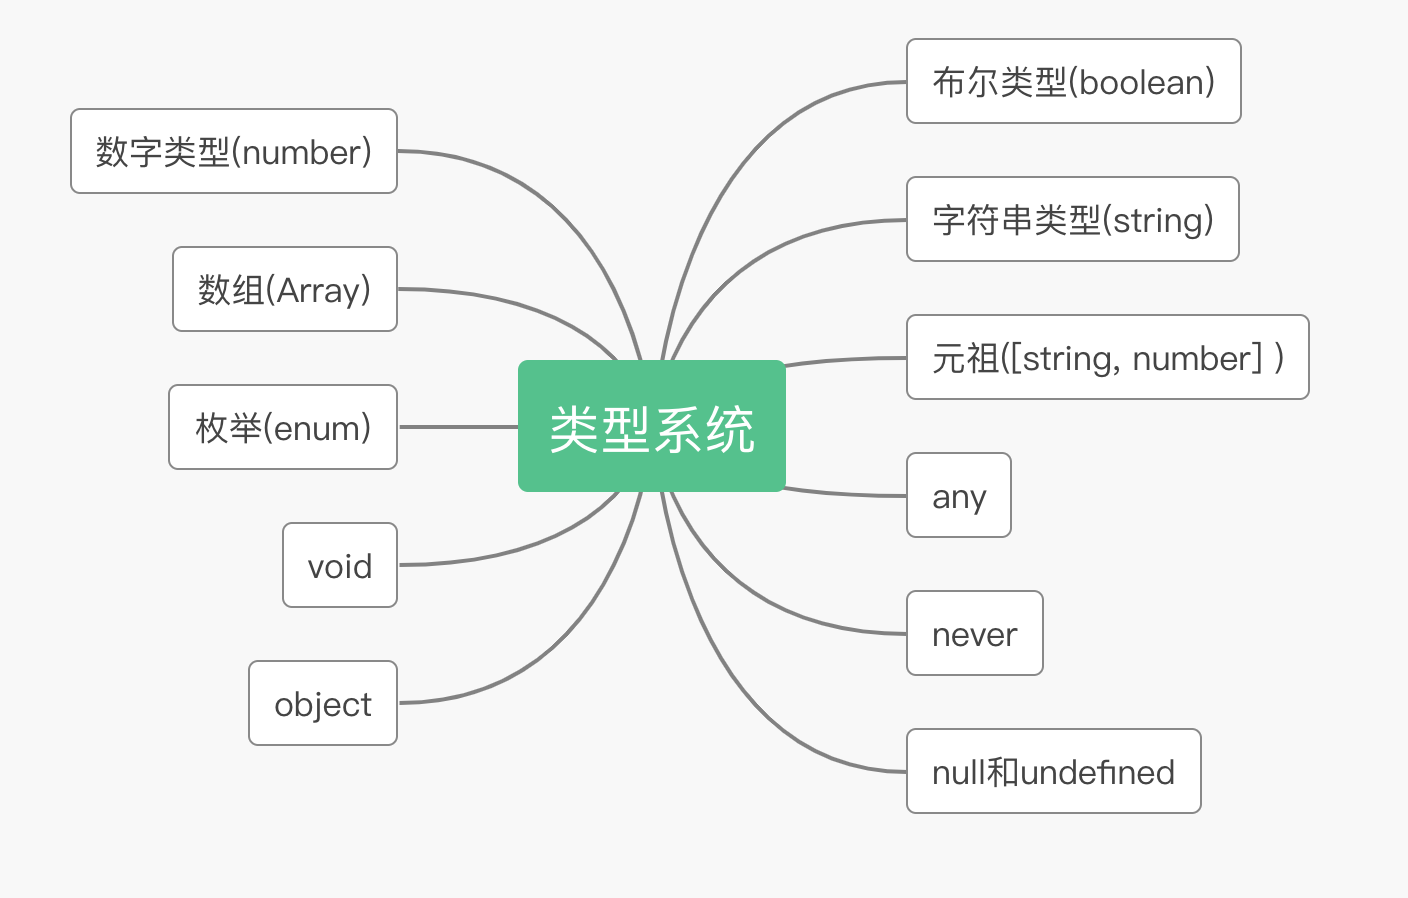 类型系统
布尔类型(boolean)
字符串类型(string)
元祖([string, number] )
any
never
null和undefined
数字类型(number)
数组(Array)
枚举(enum)
void
object